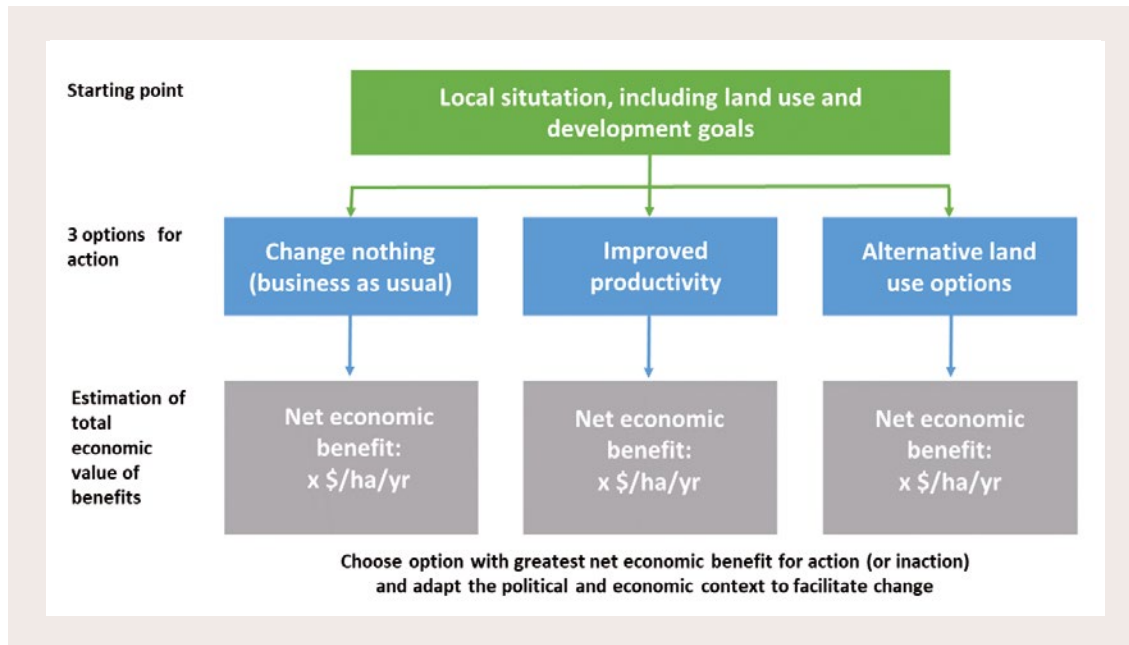 Starting point
Local situtation, including land use and
development goals
3 options for
action
Change nothing
(business as usual)
Improved
productivity
Alternative land
use options
Estimation of
total
economic
value of
benefits
Net economic
benefit:
x $/ha/yr
Net economic
benefit:
x $/ha/yr
Net economic
benefit:
x $/ha/yr
Choose option with greatest net economic benefit for action (or inaction)
and adapt the political and economic context to facilitate change